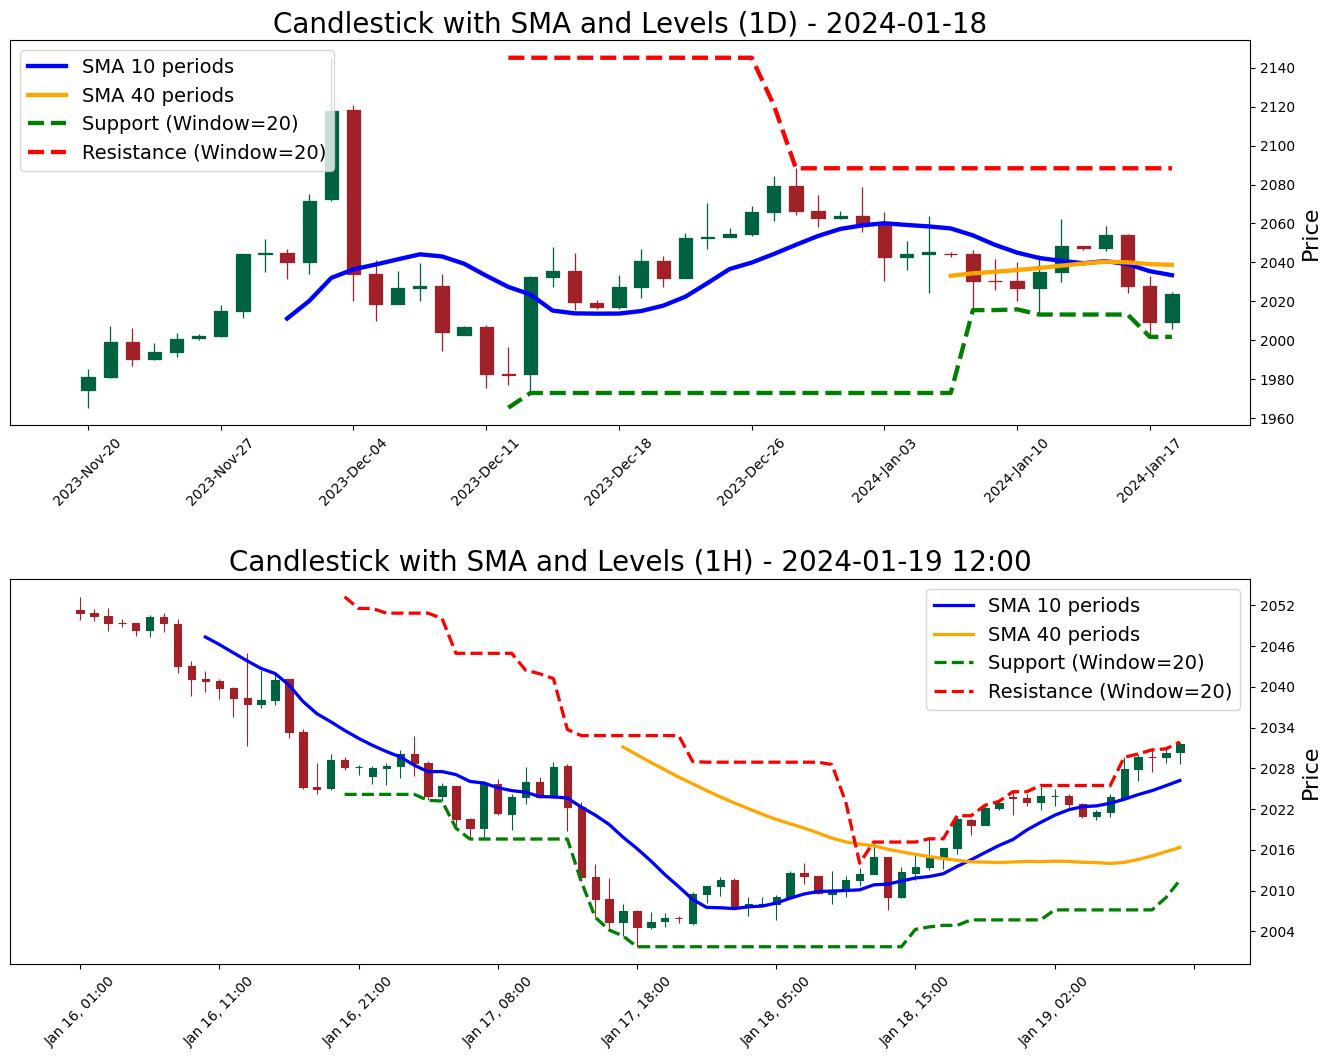 Candlestick with SMA and Levels (1D) - 2024-01-18
SMA 10 periods
SMA 40 periods
Support (Window=20)
Resistance (Window=20)
2140
2120
2100
2080
2060
2040
2020
2000
1980
1960
Price
2023-Nov-20
2023-Nov-27
2023-Dec-04
2023-Dec-11
2023-Dec-18
2023-Dec-26
2024-Jan-03
2024-Jan-10
2024-Jan-17
Candlestick with SMA and Levels (1H) - 2024-01-19 12:00
SMA 10 periods
SMA 40 periods
Support (Window=20)
Resistance (Window=20)
2052
2046
2040
2034
2028
2022
2016
2010
2004
Price
Jan 16, 01:00
Jan 16, 11:00
Jan 16, 21:00
Jan 17, 08:00
Jan 17, 18:00
Jan 18, 05:00
Jan 18, 15:00
Jan 19, 02:00